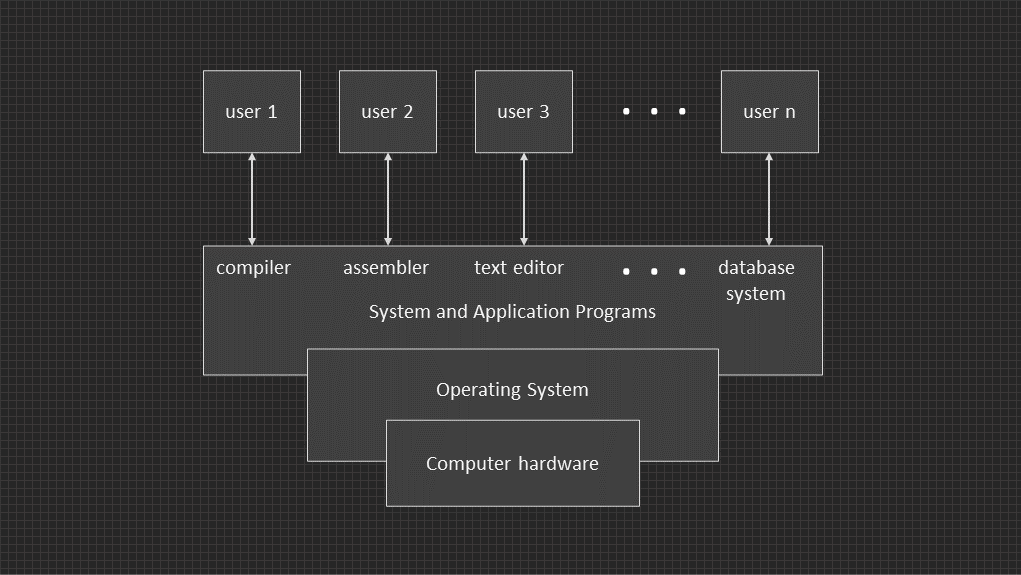 user 1 user 2 user 3 . . . user n
compiler assembler text editor . . . database
system
System and Application Programs
Operating System
Computer hardware